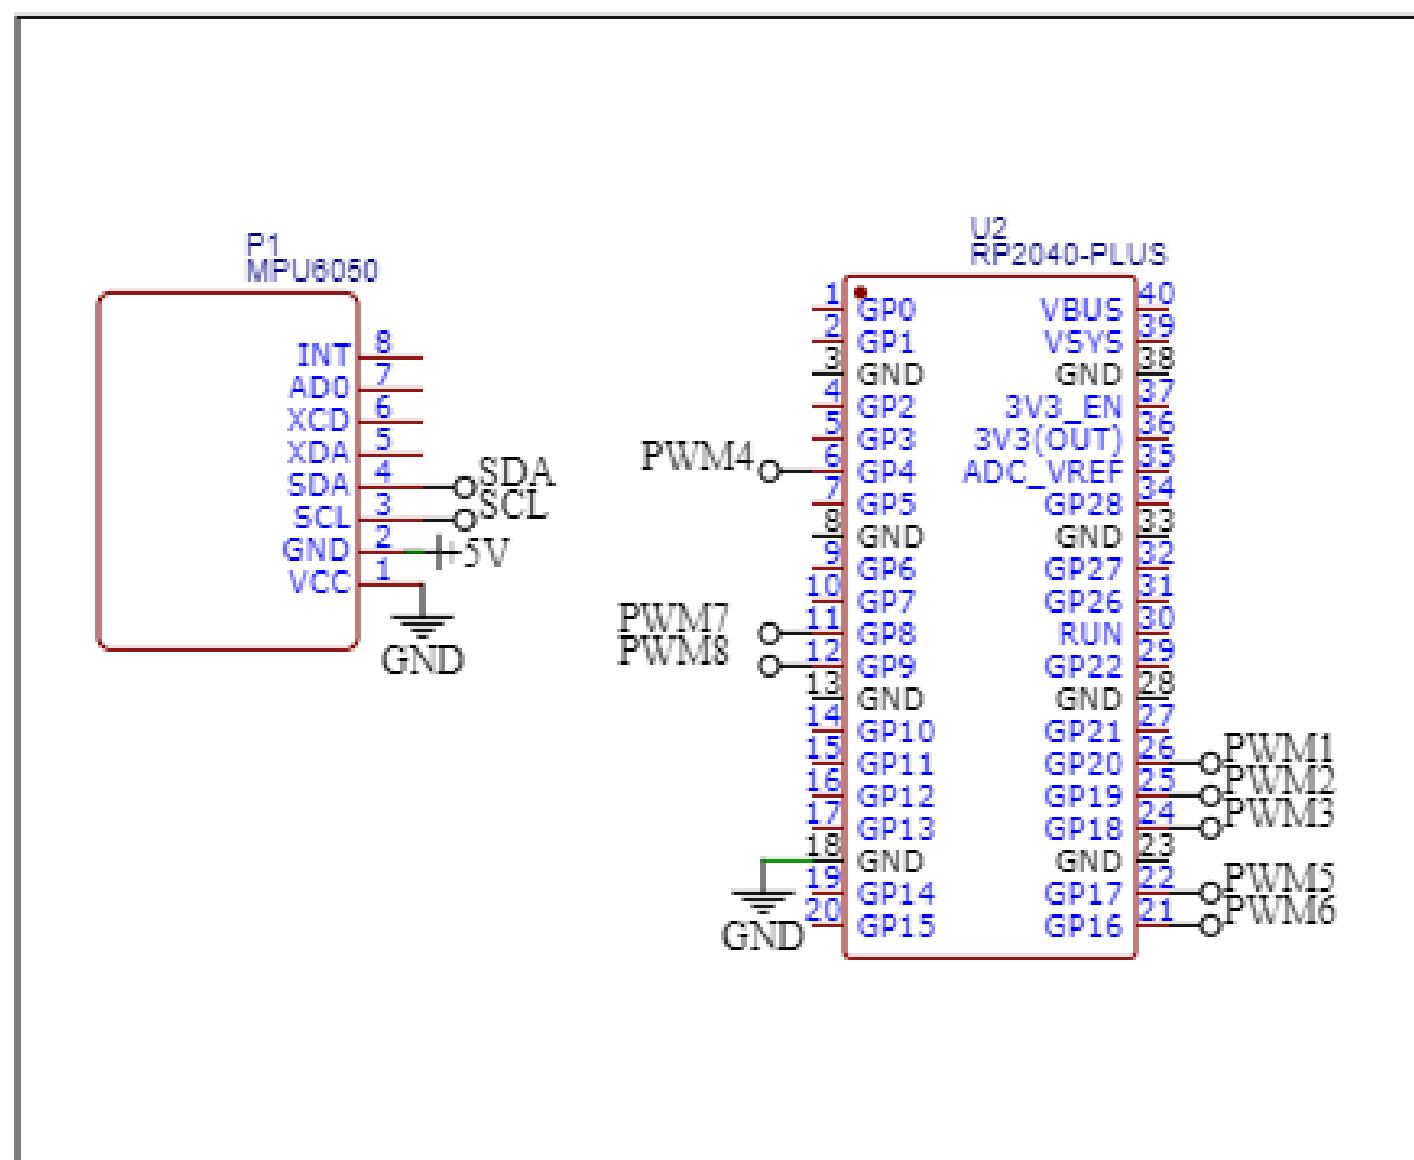 P1
MPU6050
INT 8
AD0 7
XCD 6
XDA 5
SDA 4 SDA
SCL 3 SCL
GND 2 +5V
VCC 1
GND
U2
RP2040-PLUS
1 GP0 VBUS 40
2 GP1 VSYS 39
3 GND GND 38
4 GP2 3V3_EN 37
5 GP3 3V3(OUT) 36
PWM4 6 GP4 ADC_VREF 35
7 GP5 GP28 34
8 GND GND 33
9 GP6 GP27 32
10 GP7 GP26 31
PWM7 11 GP8 RUN 30
PWM8 12 GP9 GP22 29
13 GND GND 28
14 GP10 GP21 27
15 GP11 GP20 26 PWM1
16 GP12 GP19 25 PWM2
17 GP13 GP18 24 PWM3
18 GND GND 23
19 GP14 GP17 22 PWM5
20 GP15 GP16 21 PWM6
GND